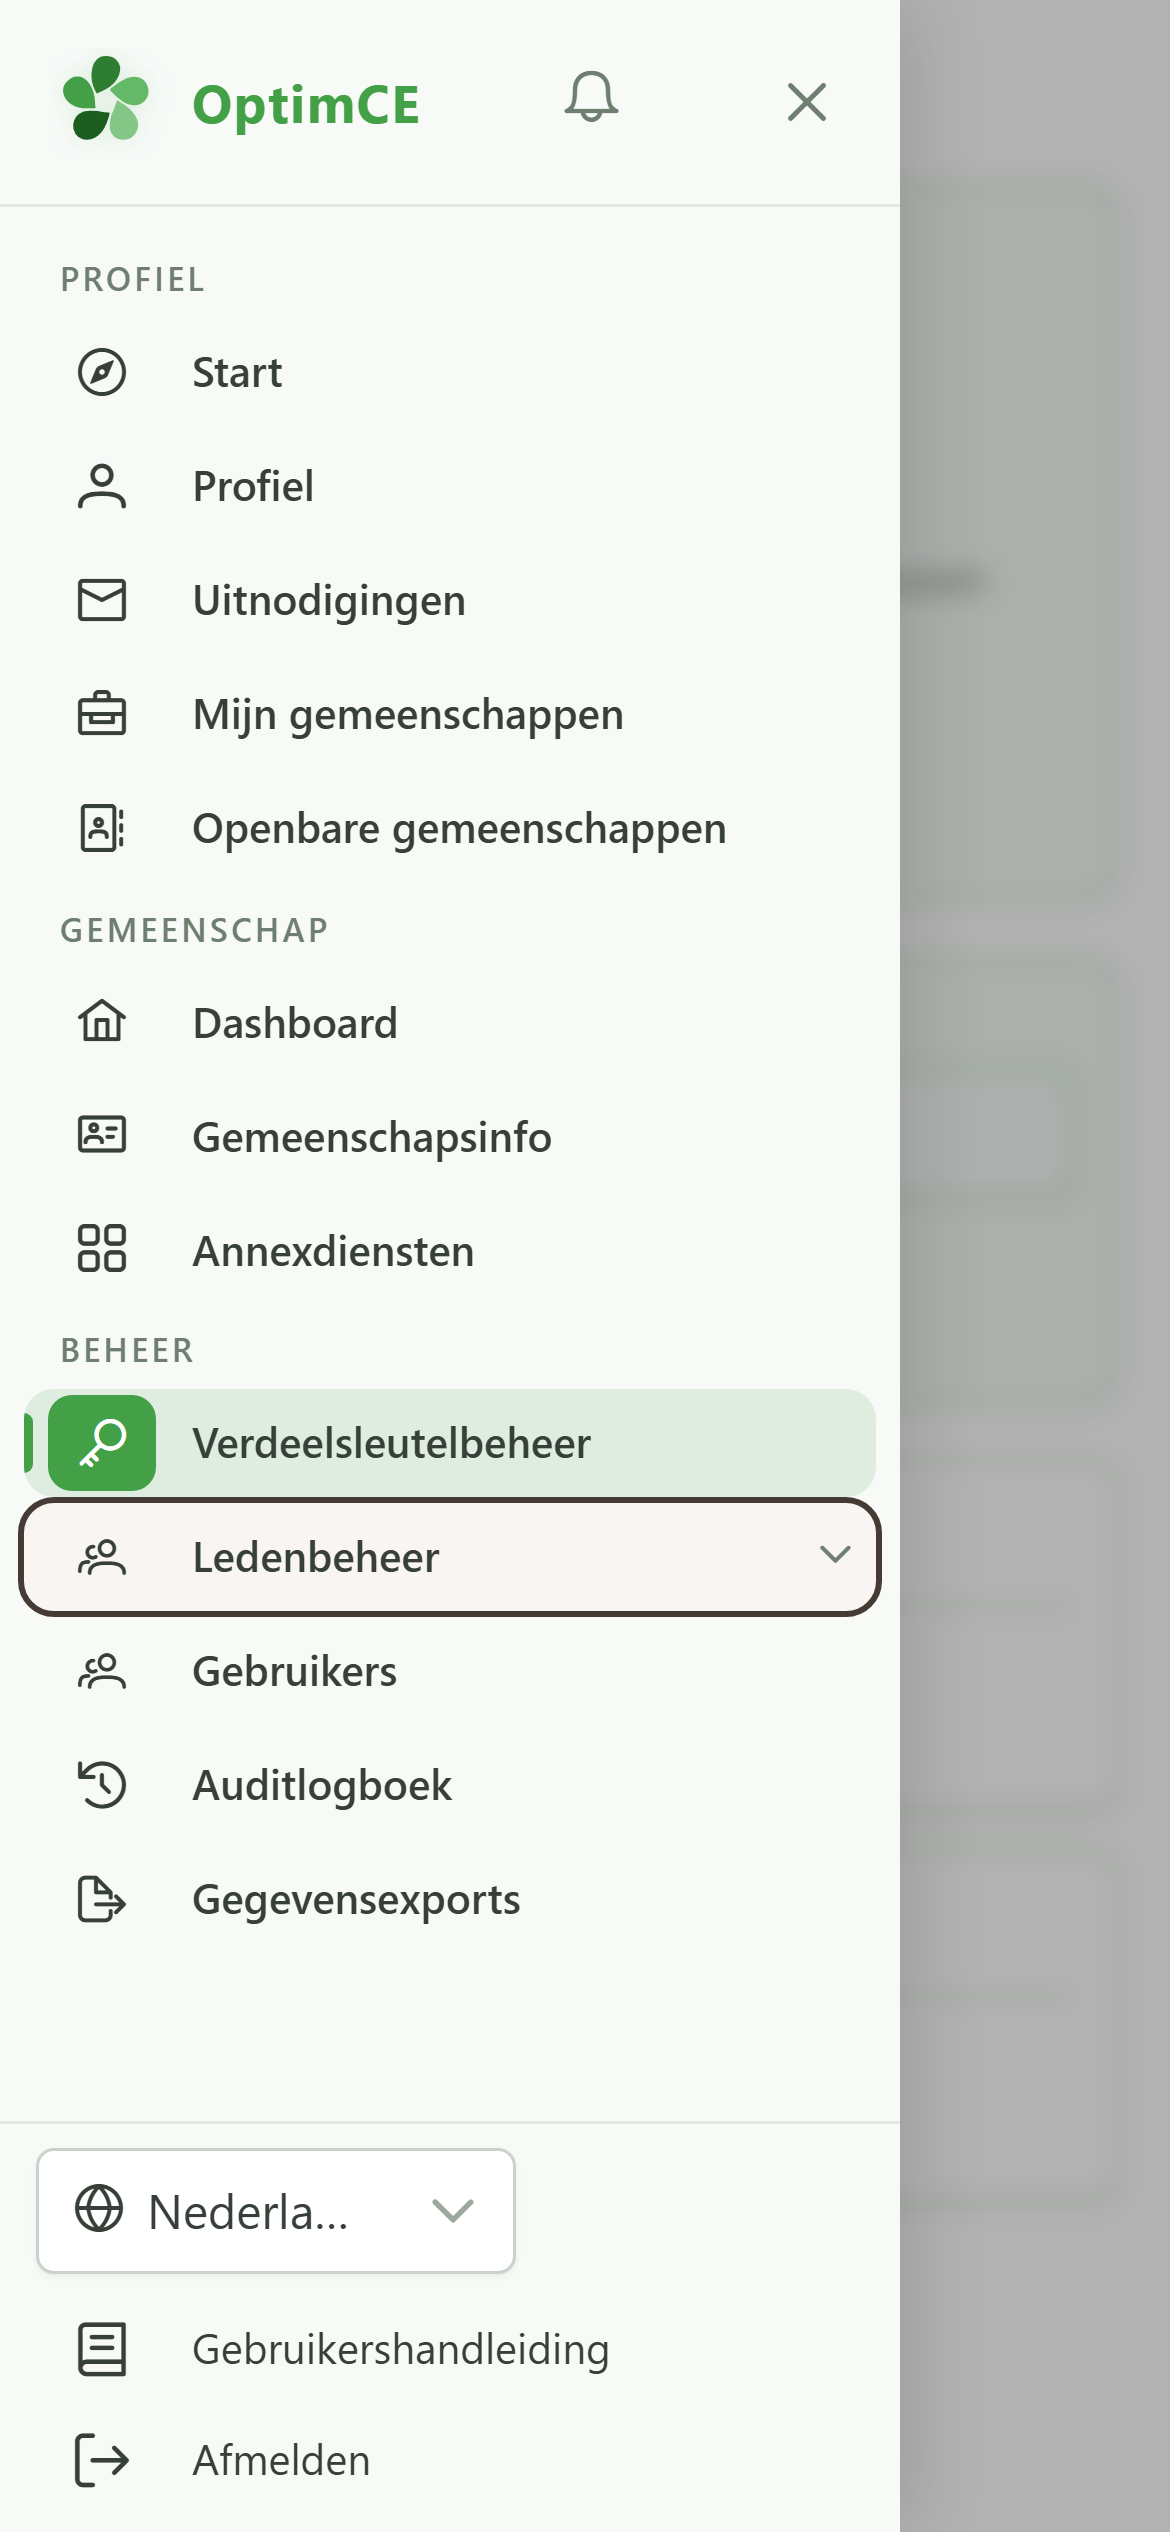 OptimCE
PROFIEL
Start
Profiel
Uitnodigingen
Mijn gemeenschappen
Openbare gemeenschappen
GEMEENSCHAP
Dashboard
Gemeenschapsinfo
Annexdiensten
BEHEER
Verdeelsleutelbeheer
Ledenbeheer
Gebruikers
Auditlogboek
Gegevensexports
Nederla...
Gebruikershandleiding
Afmelden